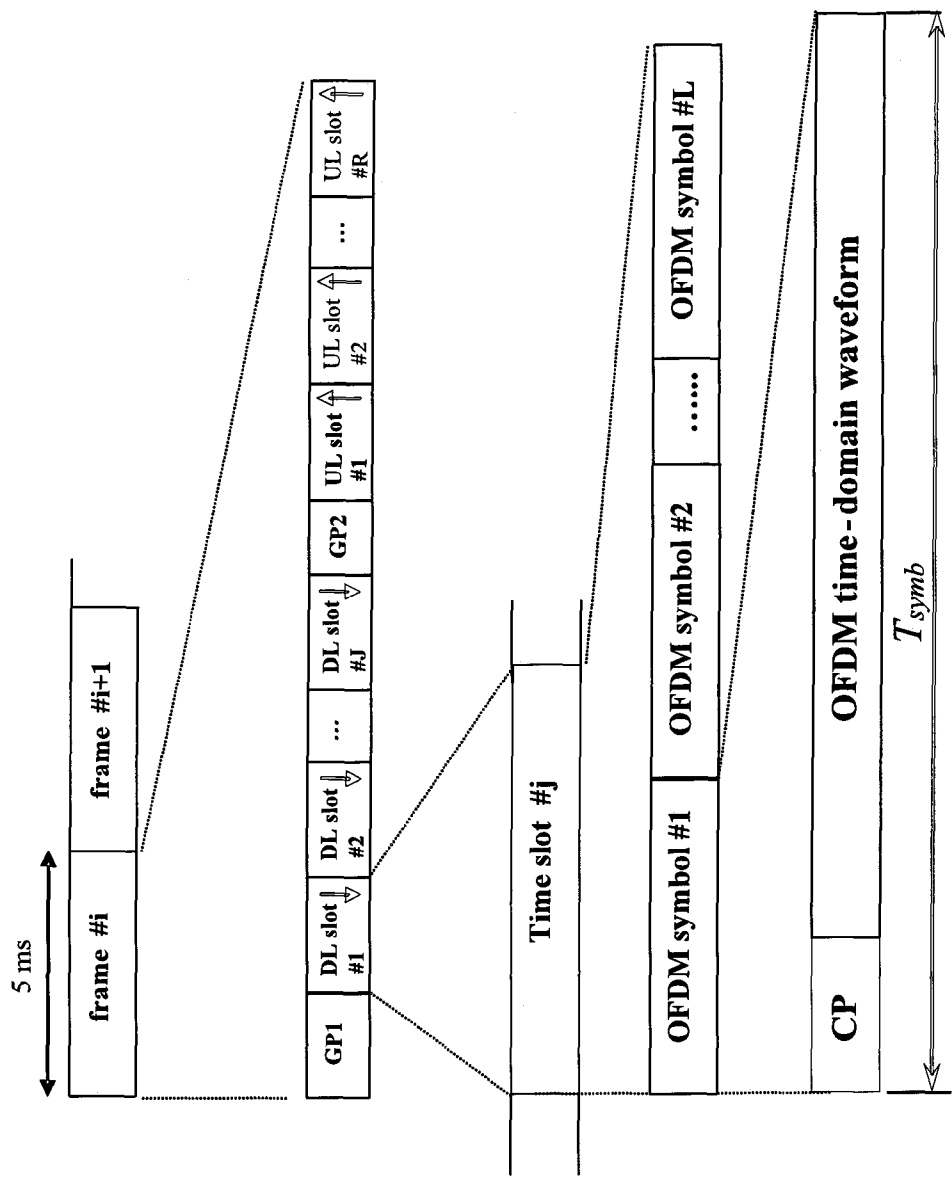 5 ms
frame #i
frame #i+1
GP1
DL slot
#1
DL slot
#2
...
DL slot
#J
GP2
UL slot
#1
UL slot
#2
...
UL slot
#R
Time slot #j
OFDM symbol #1
OFDM symbol #2
......
OFDM symbol #L
CP
OFDM time-domain waveform
Tsymb